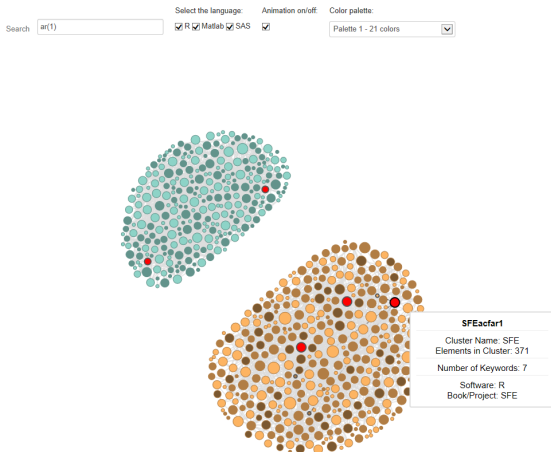 Select the language:
Animation on/off:
Color palette:
Search
ar(1)
R Matlab SAS
Palette 1 - 21 colors
SFEacfar1
Cluster Name: SFE
Elements in Cluster: 371
Number of Keywords: 7
Software: R
Book/Project: SFE